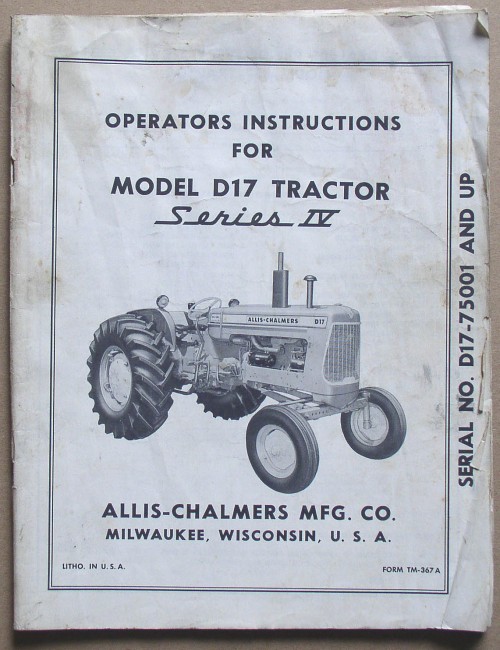 OPERATORS INSTRUCTIONS
FOR
MODEL D17 TRACTOR
Series IV
ALLIS-CHALMERS D17
ALLIS-CHALMERS MFG. CO.
MILWAUKEE, WISCONSIN, U. S. A.
LITHO. IN U. S. A.
FORM TM-367A
SERIAL NO. D17-75001 AND UP